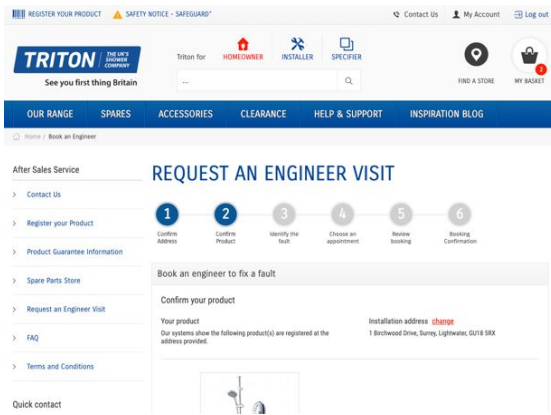 REGISTER YOUR PRODUCT
SAFETY NOTICE - SAFEGUARD+
Contact Us
My Account
Log out
TRITON
THE UK'S SHOWER COMPANY
See you first thing Britain
Triton for
HOMEOWNER
INSTALLER
SPECIFIER
...
FIND A STORE
2
MY BASKET
OUR RANGE
SPARES
ACCESSORIES
CLEARANCE
HELP & SUPPORT
INSPIRATION BLOG
Home / Book an Engineer
After Sales Service
> Contact Us
> Register your Product
> Product Guarantee Information
> Spare Parts Store
> Request an Engineer Visit
> FAQ
> Terms and Conditions
Quick contact
REQUEST AN ENGINEER VISIT
1 2 3 4 5 6
Confirm Address
Confirm Product
Identify the fault
Choose an appointment
Review booking
Booking Confirmation
Book an engineer to fix a fault
Confirm your product
Your product
Our systems show the following product(s) are registered at the
address provided.
Installation address change
1 Birchwood Drive, Surrey, Lightwater, GU18 5RX